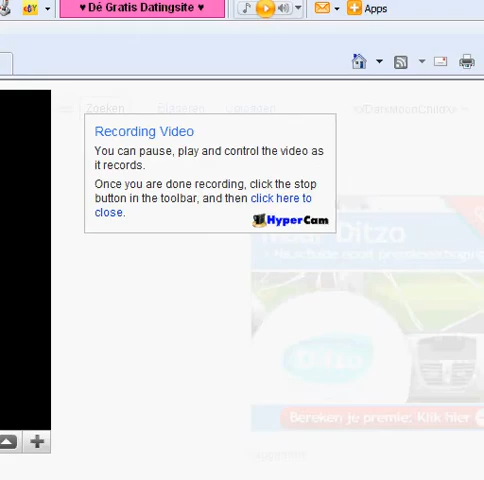 ♥ Dé Gratis Datingsite ♥
Apps
Zoeken
Recording Video
You can pause, play and control the video as
it records.
Once you are done recording, click the stop
button in the toolbar, and then click here to
close.
HyperCam
Naar Ditzo
Ditzo
Bereken je premie: Klik hier